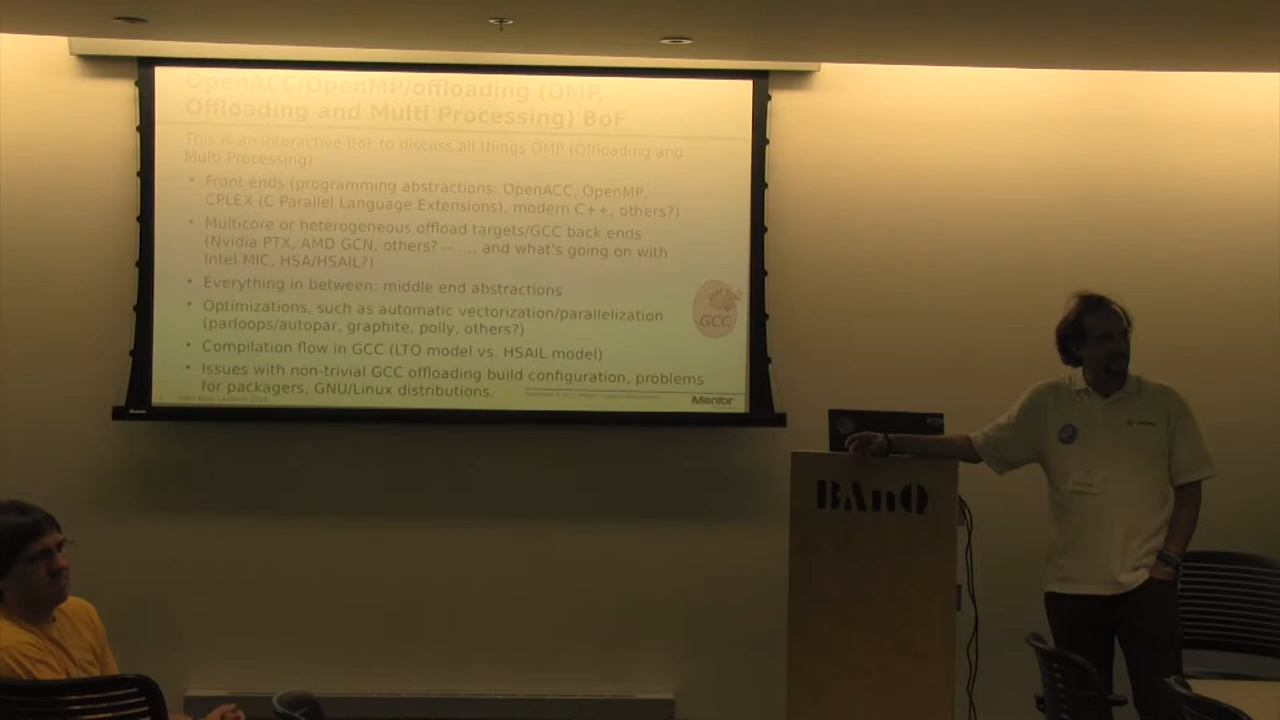 OpenACC/OpenMP/offloading (OMP,
Offloading and Multi Processing) BoF
This is an interactive BoF to discuss all things OMP (Offloading and
Multi Processing)
• Front ends (programming abstractions: OpenACC, OpenMP,
CPLEX (C Parallel Language Extensions), modern C++, others?)
• Multicore or heterogeneous offload targets/GCC back ends
(Nvidia PTX, AMD GCN, others? — ..., and what's going on with
Intel MIC, HSA/HSAIL?)
• Everything in between: middle end abstractions
• Optimizations, such as automatic vectorization/parallelization
(parloops/autopar, graphite, polly, others?)
• Compilation flow in GCC (LTO model vs. HSAIL model)
• Issues with non-trivial GCC offloading build configuration, problems
for packagers, GNU/Linux distributions.
GCC
Mentor
BAnQ